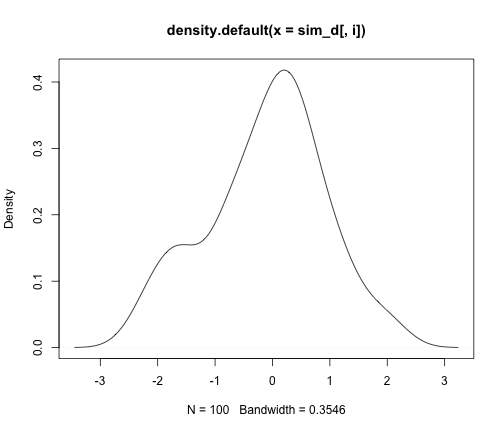 density.default(x = sim_d[, i])
Density
0.4
0.3
0.2
0.1
0.0
-3 -2 -1 0 1 2 3
N = 100 Bandwidth = 0.3546